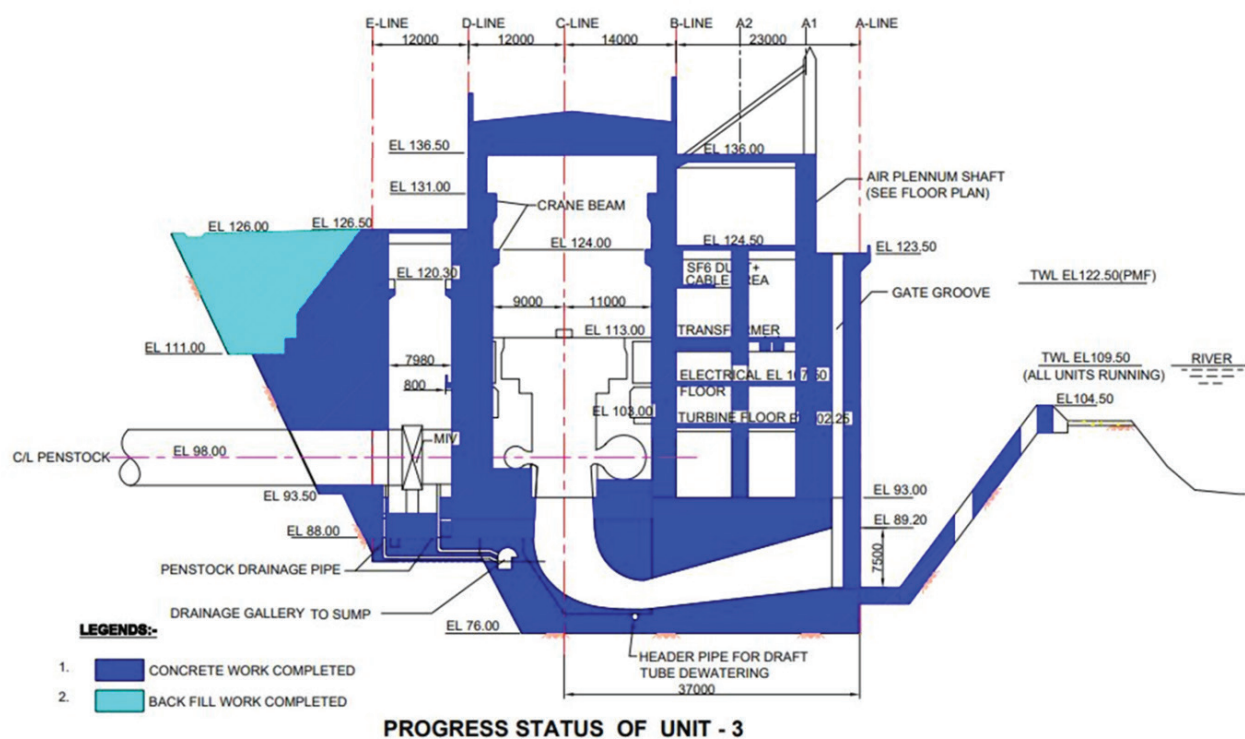 E-LINE D-LINE C-LINE B-LINE A2 A1 A-LINE
12000 12000 14000 23000
EL 136.50
EL 136.00
EL 131.00
AIR PLENNUM SHAFT
(SEE FLOOR PLAN)
CRANE BEAM
EL 126.00
EL 126.50
EL 124.00
EL 124.50
EL 123.50
SF6 +
CABLE
EL 120.30
TWL EL122.50(PMF)
GATE GROOVE
9000 11000
EL 113.00
TRANSFORMER
EL 111.00
7980
800
TWL EL109.50
(ALL UNITS RUNNING)
RIVER
ELECTRICAL EL
FLOOR
EL104.50
EL 103.00
TURBINE FLOOR
MIV
C/L PENSTOCK
EL 98.00
EL 93.50
EL 93.00
EL 89.20
EL 88.00
7500
PENSTOCK DRAINAGE PIPE
DRAINAGE GALLERY TO SUMP
EL 76.00
HEADER PIPE FOR DRAFT
TUBE DEWATERING
37000
LEGENDS:-
1. CONCRETE WORK COMPLETED
2. BACK FILL WORK COMPLETED
PROGRESS STATUS OF UNIT - 3